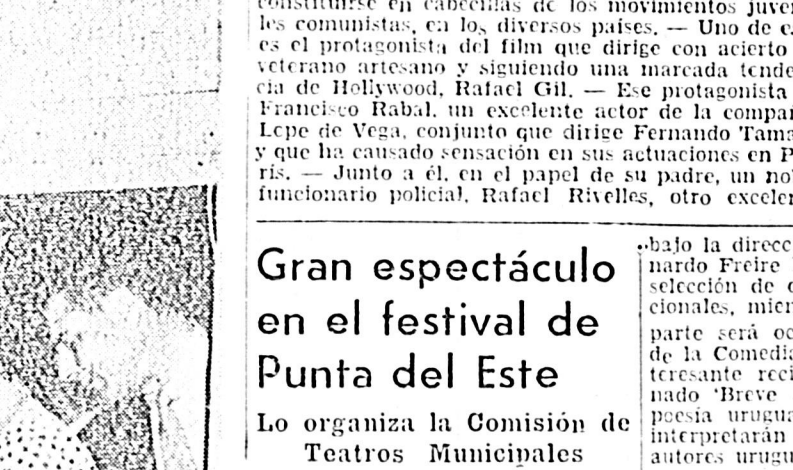 constituirse en cabecillas de los movimientos juve
les comunistas, en los diversos países. — Uno de e
es el protagonista del film que dirige con acierto
veterano artesano y siguiendo una marcada tende
cia de Hollywood, Rafael Gil. — Ese protagonista
Francisco Rabal, un excelente actor de la compañ
Lope de Vega, conjunto que dirige Fernando Tama
y que ha causado sensación en sus actuaciones en P
rís. — Junto a él, en el papel de su padre, un no
funcionario policial, Rafael Rivelles, otro excele
Gran espectáculo
en el festival de
Punta del Este
Lo organiza la Comisión de
Teatros Municipales
bajo la direcc
nardo Freire
selección de
cionales, mier
parte será oc
de la Comedia
teresante reci
nado 'Breve
poesía urugua
interpretarán
autores urugu